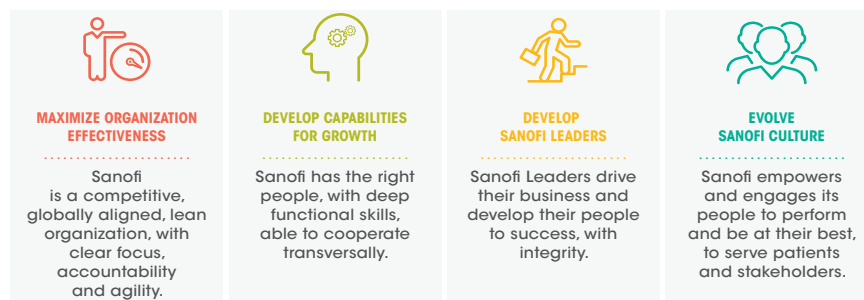 MAXIMIZE ORGANIZATION
EFFECTIVENESS
Sanofi
is a competitive,
globally aligned, lean
organization, with
clear focus,
accountability
and agility.
DEVELOP CAPABILITIES
FOR GROWTH
Sanofi has the right
people, with deep
functional skills,
able to cooperate
transversally.
DEVELOP
SANOFI LEADERS
Sanofi Leaders drive
their business and
develop their people
to success, with
integrity.
EVOLVE
SANOFI CULTURE
Sanofi empowers
and engages its
people to perform
and be at their best,
to serve patients
and stakeholders.